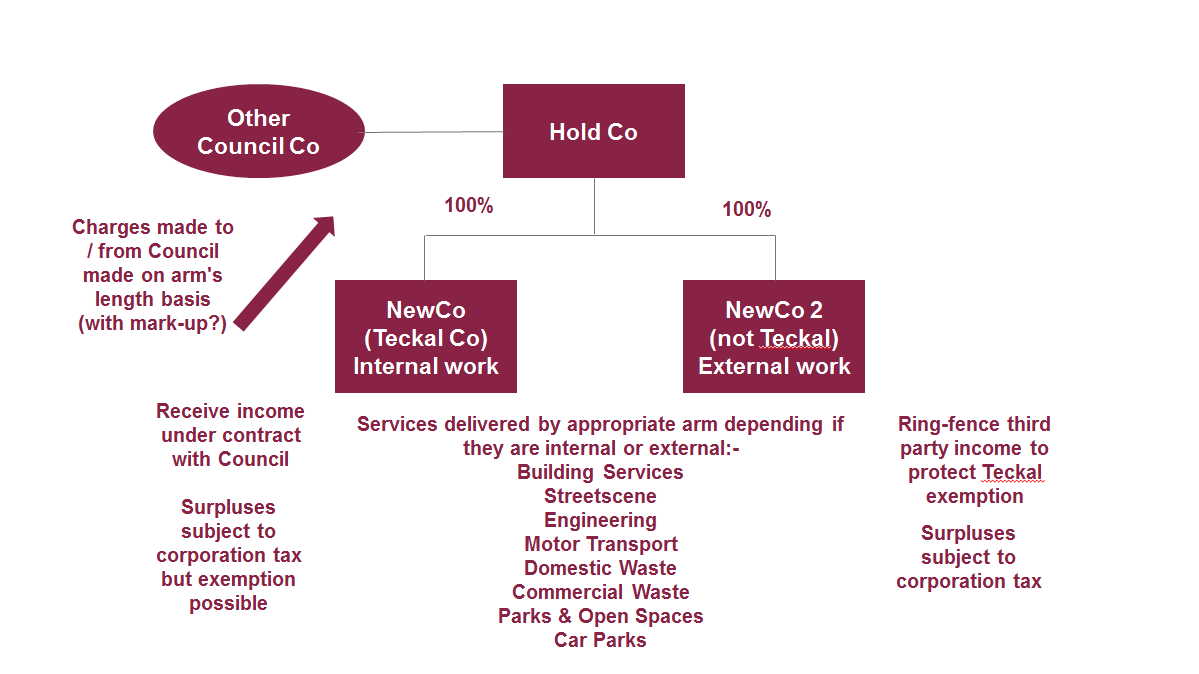 Other
Council Co
Hold Co
100%
100%
Charges made to
/ from Council
made on arm's
length basis
(with mark-up?)
NewCo
(Teckal Co)
Internal work
NewCo 2
(not Teckal)
External work
Receive income
under contract
with Council
Surpluses
subject to
corporation tax
but exemption
possible
Services delivered by appropriate arm depending if
they are internal or external:-
Building Services
Streetscene
Engineering
Motor Transport
Domestic Waste
Commercial Waste
Parks & Open Spaces
Car Parks
Ring-fence third
party income to
protect Teckal
exemption
Surpluses
subject to
corporation tax